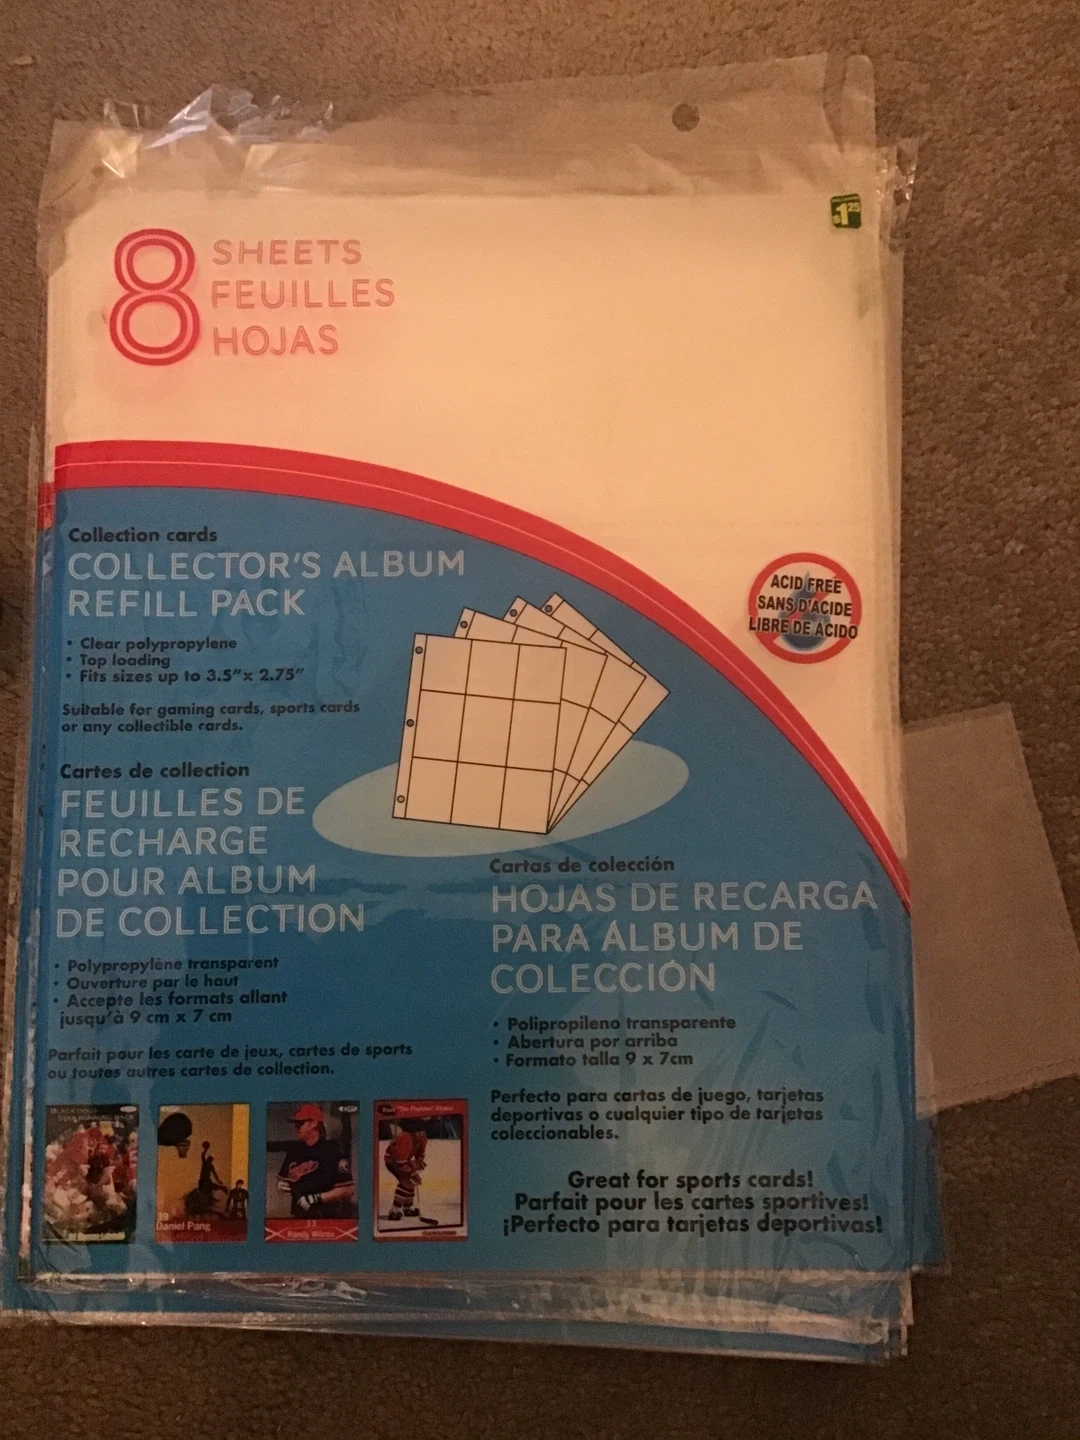 $1 25
8
SHEETS
FEUILLES
HOJAS
Collection cards
COLLECTOR'S ALBUM
REFILL PACK
• Clear polypropylene
• Top loading
• Fits sizes up to 3.5"x 2.75"
Suitable for gaming cards, sports cards
or any collectible cards.
ACID FREE
SANS D'ACIDE
LIBRE DE ACIDO
Cartes de collection
FEUILLES DE
RECHARGE
POUR ALBUM
DE COLLECTION
• Polypropylène transparent
• Ouverture par le haut
• Accepte les formats allant
jusqu'à 9 cm x 7 cm
Parfait pour les carte de jeux, cartes de sports
ou toutes autres cartes de collection.
Cartas de colección
HOJAS DE RECARGA
PARA ÁLBUM DE
COLECCIÓN
• Polipropileno transparente
• Abertura por arriba
• Formato talla 9 x 7cm
Perfecto para cartas de juego, tarjetas
deportivas o cualquier tipo de tarjetas
coleccionables.
39
Daniel Pang
33
Randy Wilcox
Great for sports cards!
Parfait pour les cartes sportives!
¡Perfecto para tarjetas deportivas!